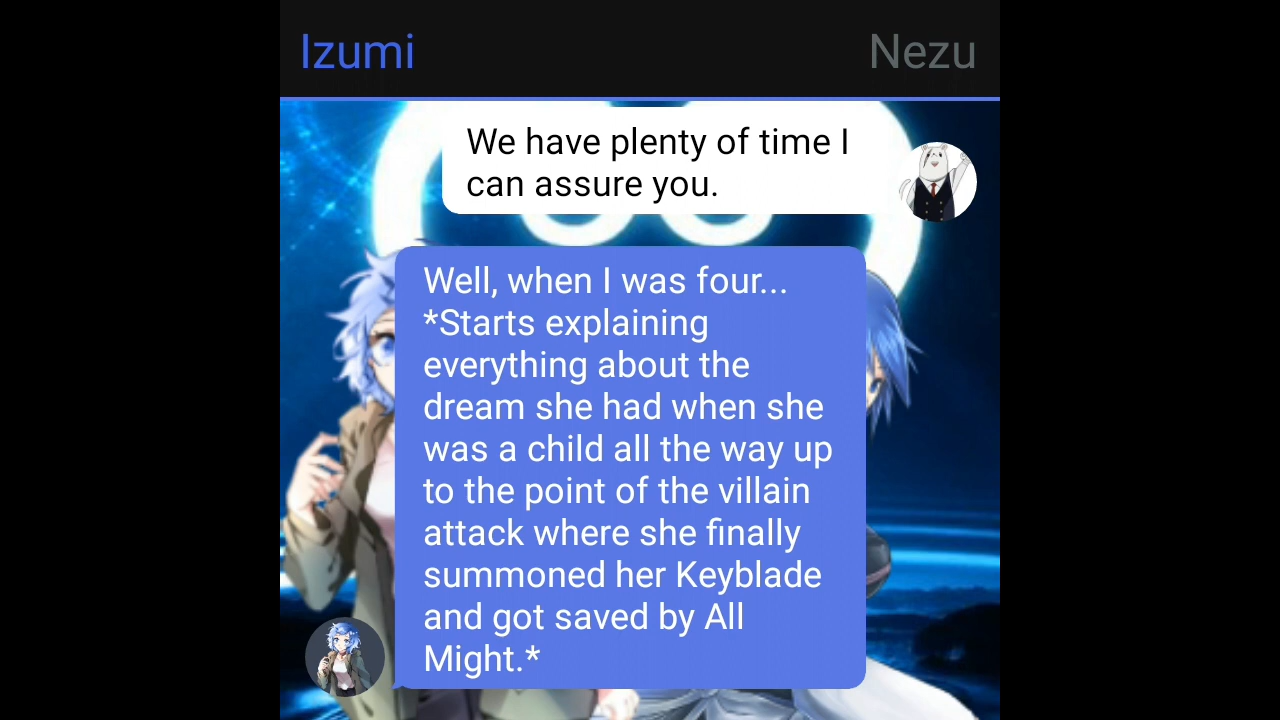 Izumi
Nezu
We have plenty of time I
can assure you.
Well, when I was four...
*Starts explaining
everything about the
dream she had when she
was a child all the way up
to the point of the villain
attack where she finally
summoned her Keyblade
and got saved by All
Might.*